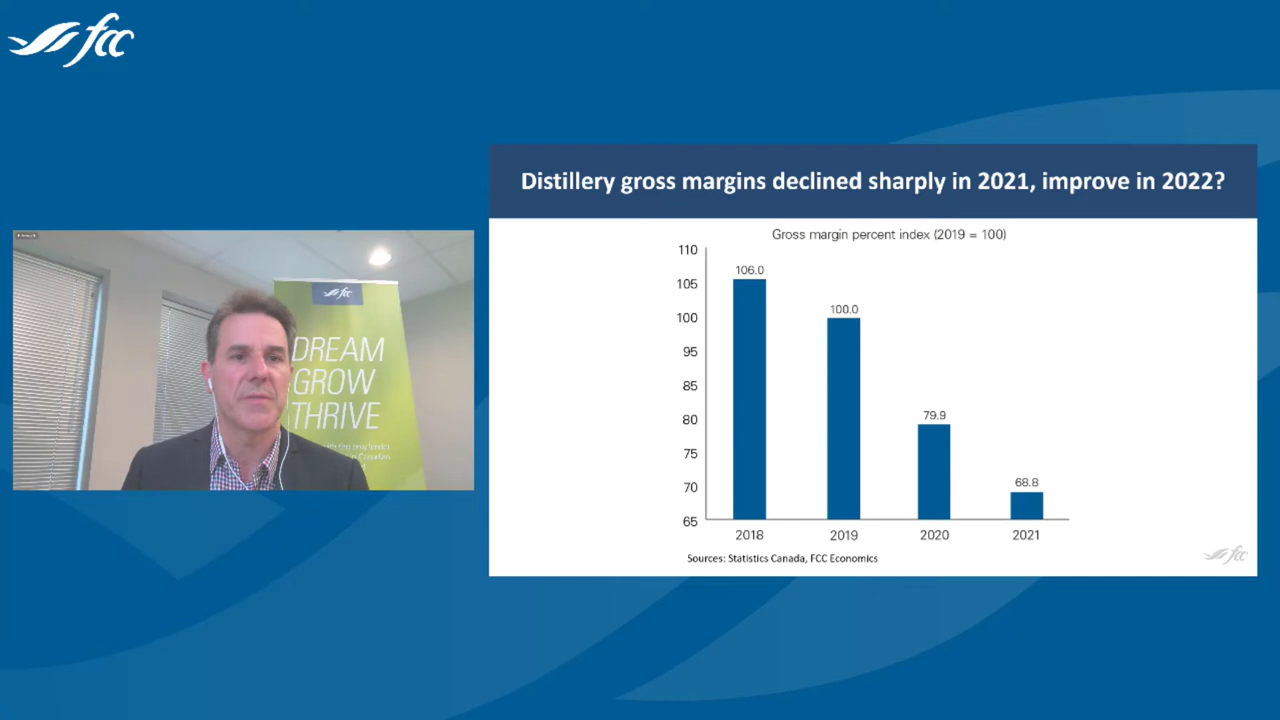 fcc
Distillery gross margins declined sharply in 2021, improve in 2022?
Gross margin percent index (2019 = 100)
110
105
100
95
90
85
80
75
70
65
106.0
100.0
79.9
68.8
2018 2019 2020 2021
Sources: Statistics Canada, FCC Economics
fcc
fcc
DREAM
GROW
THRIVE